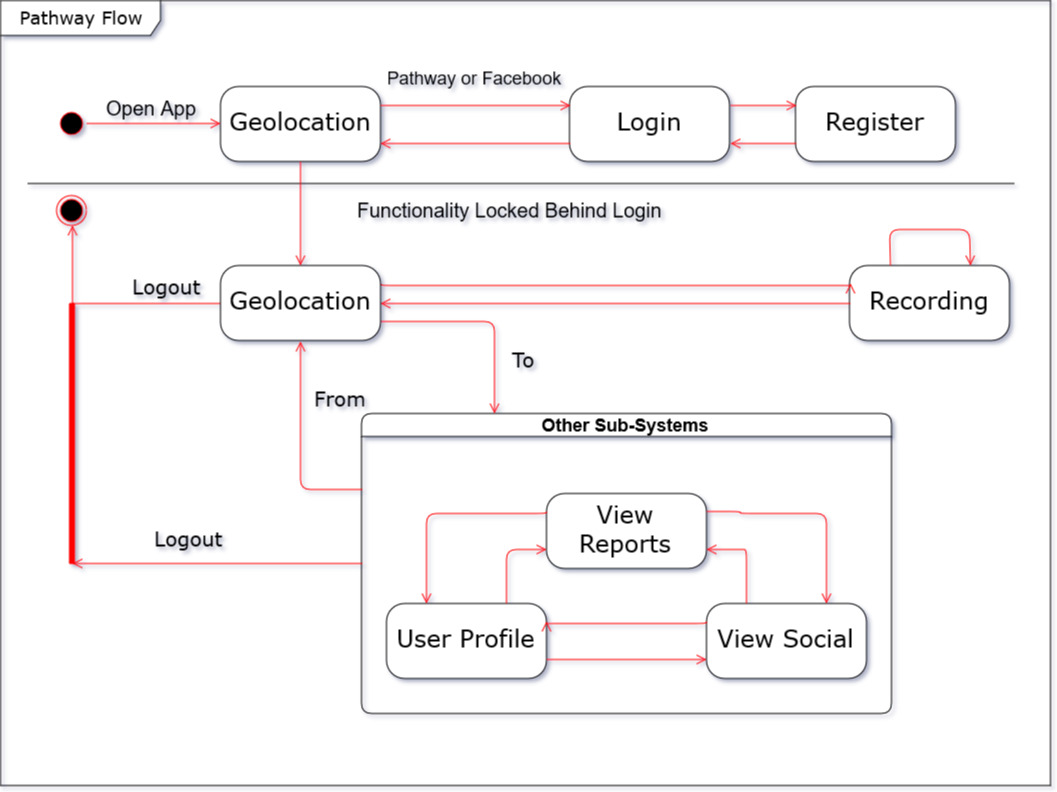 Pathway Flow
Pathway or Facebook
Open App
Geolocation
Login
Register
Functionality Locked Behind Login
Logout
Geolocation
Recording
To
From
Other Sub-Systems
View
Reports
Logout
User Profile
View Social